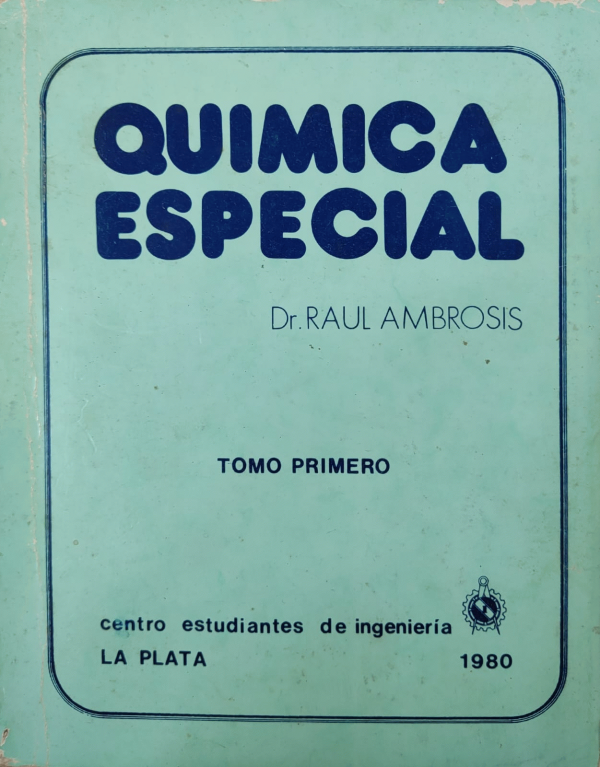 QUIMICA
ESPECIAL
Dr. RAUL AMBROSIS
TOMO PRIMERO
centro estudiantes de ingeniería
LA PLATA 1980